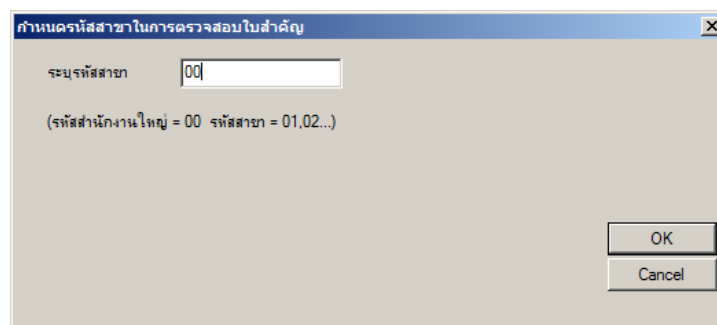 กำหนดรหัสสาขาในการตรวจสอบใบสำคัญ
ระบุรหัสสาขา 00
(รหัสสำนักงานใหญ่ = 00 รหัสสาขา = 01,02...)
OK
Cancel